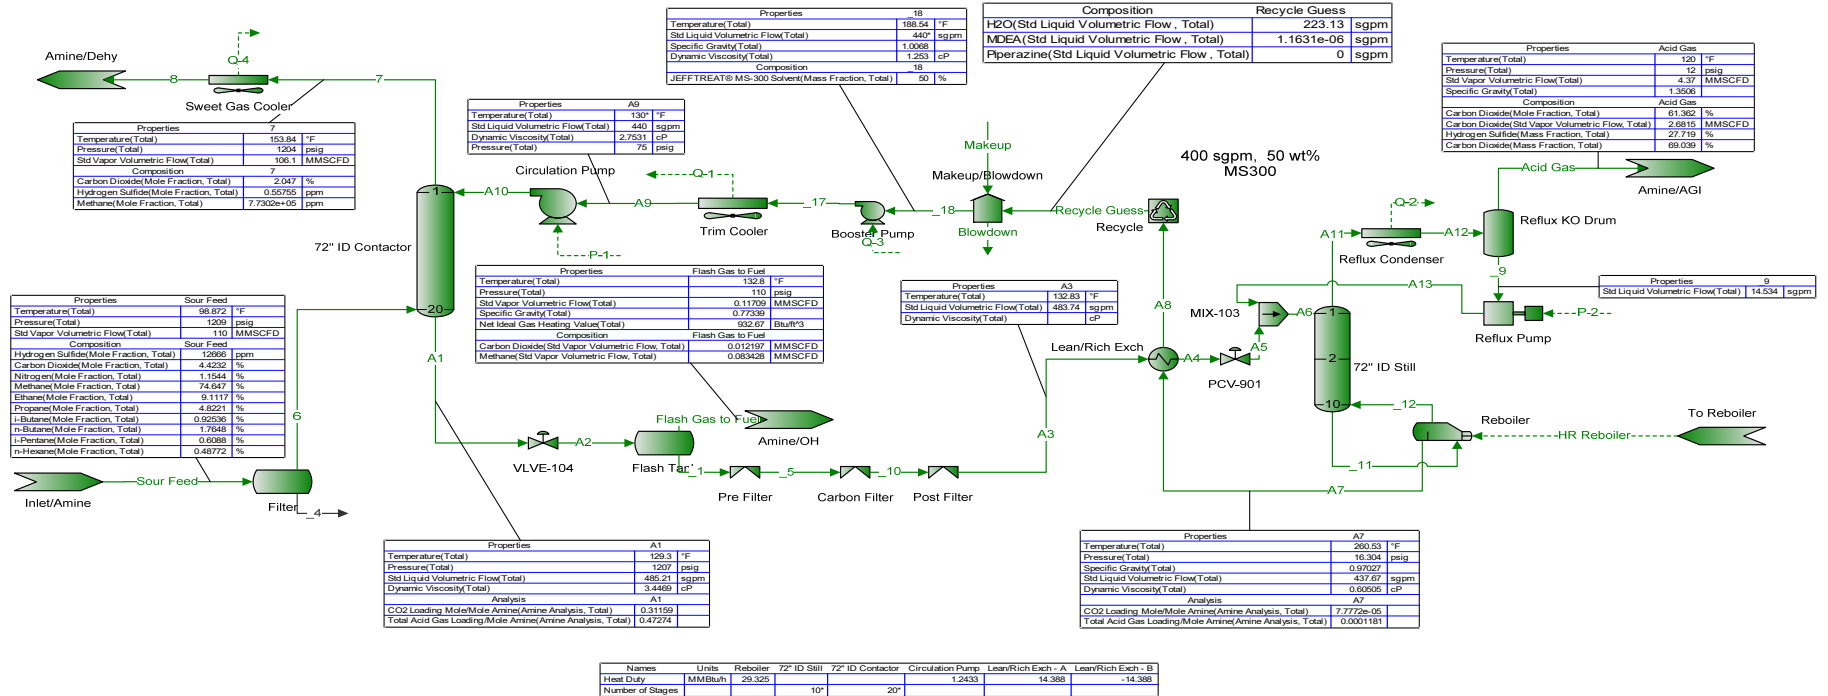 Properties _18
Temperature(Total) 188.54 °F
Std Liquid Volumetric Flow(Total) 440* sgpm
Specific Gravity(Total) 1.0068
Dynamic Viscosity(Total) 1.253 cP
Composition _18
JEFFTREAT® MS-300 Solvent(Mass Fraction, Total) 50 %
Composition Recycle Guess
H2O(Std Liquid Volumetric Flow , Total) 223.13 sgpm
MDEA(Std Liquid Volumetric Flow , Total) 1.1631e-06 sgpm
Piperazine(Std Liquid Volumetric Flow , Total) 0 sgpm
Properties Acid Gas
Temperature(Total) 120 °F
Pressure(Total) 12 psig
Std Vapor Volumetric Flow(Total) 4.37 MMSCFD
Specific Gravity(Total) 1.3506
Composition Acid Gas
Carbon Dioxide(Mole Fraction, Total) 61.362 %
Carbon Dioxide(Std Vapor Volumetric Flow, Total) 2.6815 MMSCFD
Hydrogen Sulfide(Mass Fraction, Total) 27.719 %
Carbon Dioxide(Mass Fraction, Total) 69.039 %
Amine/Dehy
Q-4
8
7
Sweet Gas Cooler
Properties 7
Temperature(Total) 153.84 °F
Pressure(Total) 1204 psig
Std Vapor Volumetric Flow(Total) 106.1 MMSCFD
Composition 7
Carbon Dioxide(Mole Fraction, Total) 2.047 %
Hydrogen Sulfide(Mole Fraction, Total) 0.55755 ppm
Methane(Mole Fraction, Total) 7.7302e+05 ppm
Properties A9
Temperature(Total) 130* °F
Std Liquid Volumetric Flow(Total) 440 sgpm
Dynamic Viscosity(Total) 2.7531 cP
Pressure(Total) 75 psig
Circulation Pump
Q-1
Makeup
Makeup/Blowdown
400 sgpm, 50 wt%
MS300
Acid Gas
Amine/AGI
1
A10
A9
Trim Cooler
_17
Booster Pump
Q-3
_18
Blowdown
Recycle Guess
Recycle
P-1
72" ID Contactor
20
Q-2
A11
A12
Reflux Condenser
Reflux KO Drum
_9
Properties 9
Std Liquid Volumetric Flow(Total) 14.534 sgpm
A13
P-2
Reflux Pump
Properties Flash Gas to Fuel
Temperature(Total) 132.8 °F
Pressure(Total) 110 psig
Std Vapor Volumetric Flow(Total) 0.11709 MMSCFD
Specific Gravity(Total) 0.77339
Net Ideal Gas Heating Value(Total) 932.67 Btu/ft^3
Composition Flash Gas to Fuel
Carbon Dioxide(Std Vapor Volumetric Flow, Total) 0.012197 MMSCFD
Methane(Std Vapor Volumetric Flow, Total) 0.083428 MMSCFD
Properties A3
Temperature(Total) 132.83 °F
Std Liquid Volumetric Flow(Total) 483.74 sgpm
Dynamic Viscosity(Total) cP
Properties Sour Feed
Temperature(Total) 98.872 °F
Pressure(Total) 1209 psig
Std Vapor Volumetric Flow(Total) 110 MMSCFD
Composition Sour Feed
Hydrogen Sulfide(Mole Fraction, Total) 12666 ppm
Carbon Dioxide(Mole Fraction, Total) 4.4232 %
Nitrogen(Mole Fraction, Total) 1.1544 %
Methane(Mole Fraction, Total) 74.647 %
Ethane(Mole Fraction, Total) 9.1117 %
Propane(Mole Fraction, Total) 4.8221 %
i-Butane(Mole Fraction, Total) 0.92536 %
n-Butane(Mole Fraction, Total) 1.7648 %
i-Pentane(Mole Fraction, Total) 0.6088 %
n-Hexane(Mole Fraction, Total) 0.48772 %
A8
MIX-103
A6
1
2
10
72" ID Still
Lean/Rich Exch
A4
A5
PCV-901
_12
Reboiler
To Reboiler
HR Reboiler
_11
A7
A1
6
Flash Gas to Fuel
Amine/OH
A3
VLVE-104
A2
Flash Tan
_1
Pre Filter
_5
Carbon Filter
_10
Post Filter
Sour Feed
Inlet/Amine
Filter
_4
Properties A1
Temperature(Total) 129.3 °F
Pressure(Total) 1207 psig
Std Liquid Volumetric Flow(Total) 485.21 sgpm
Dynamic Viscosity(Total) 3.4469 cP
Analysis A1
CO2 Loading Mole/Mole Amine(Amine Analysis, Total) 0.31159
Total Acid Gas Loading/Mole Amine(Amine Analysis, Total) 0.47274
Properties A7
Temperature(Total) 260.53 °F
Pressure(Total) 16.304 psig
Specific Gravity(Total) 0.97027
Std Liquid Volumetric Flow(Total) 437.67 sgpm
Dynamic Viscosity(Total) 0.60505 cP
Analysis A7
CO2 Loading Mole/Mole Amine(Amine Analysis, Total) 7.7772e-05
Total Acid Gas Loading/Mole Amine(Amine Analysis, Total) 0.0001181
Names Units Reboiler 72" ID Still 72" ID Contactor Circulation Pump Lean/Rich Exch - A Lean/Rich Exch - B
Heat Duty MMBtu/h 29.325 1.2433 14.388 -14.388
Number of Stages 10* 20*